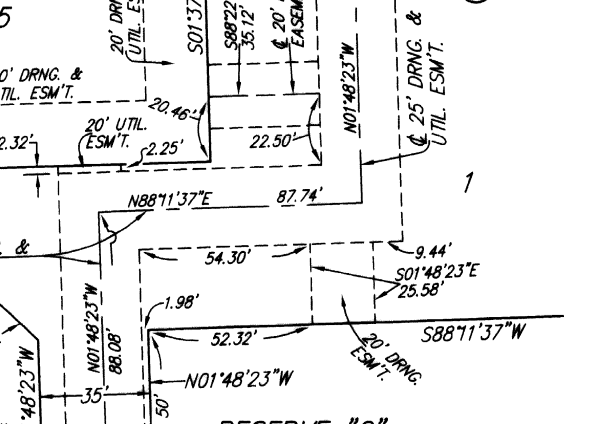 5
20' DRNG. &
UTIL. ES
S01°37
S88°22
35.12'
℄ 20'
EASEM
N01°48'23"W
℄ 25' DRNG. &
UTIL. ESM'T.
0' DRNG. &
TIL. ESM'T.
20.46'
20' UTIL.
ESM'T.
2.32'
2.25'
22.50'
1
N88°11'37"E
87.74'
&
54.30'
9.44'
S01°48'23"E
25.58'
1.98'
N01°48'23"W
88.08'
52.32'
S88°11'37"W
20' DRNG.
ESM'T.
°48'23"W
35'
N01°48'23"W
50'
RESERVE "C"